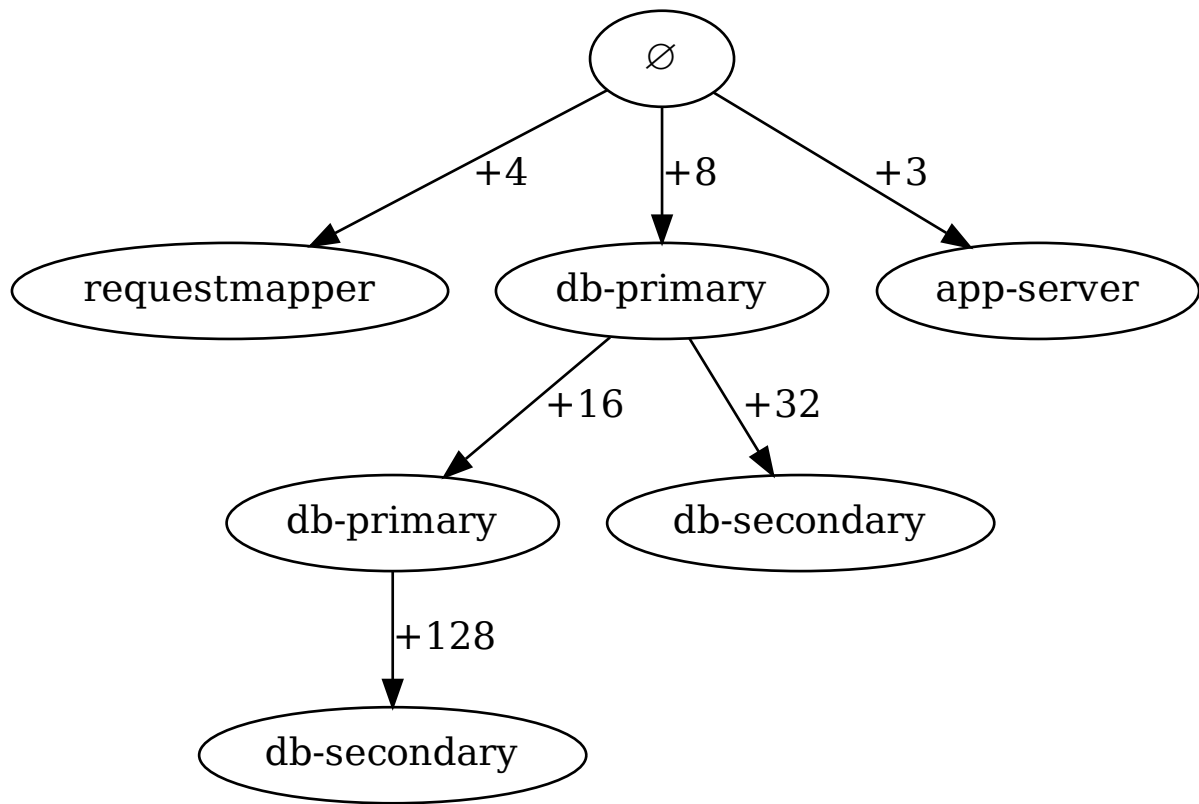 ∅
+4
+8
+3
requestmapper
db-primary
app-server
+16
+32
db-primary
db-secondary
+128
db-secondary